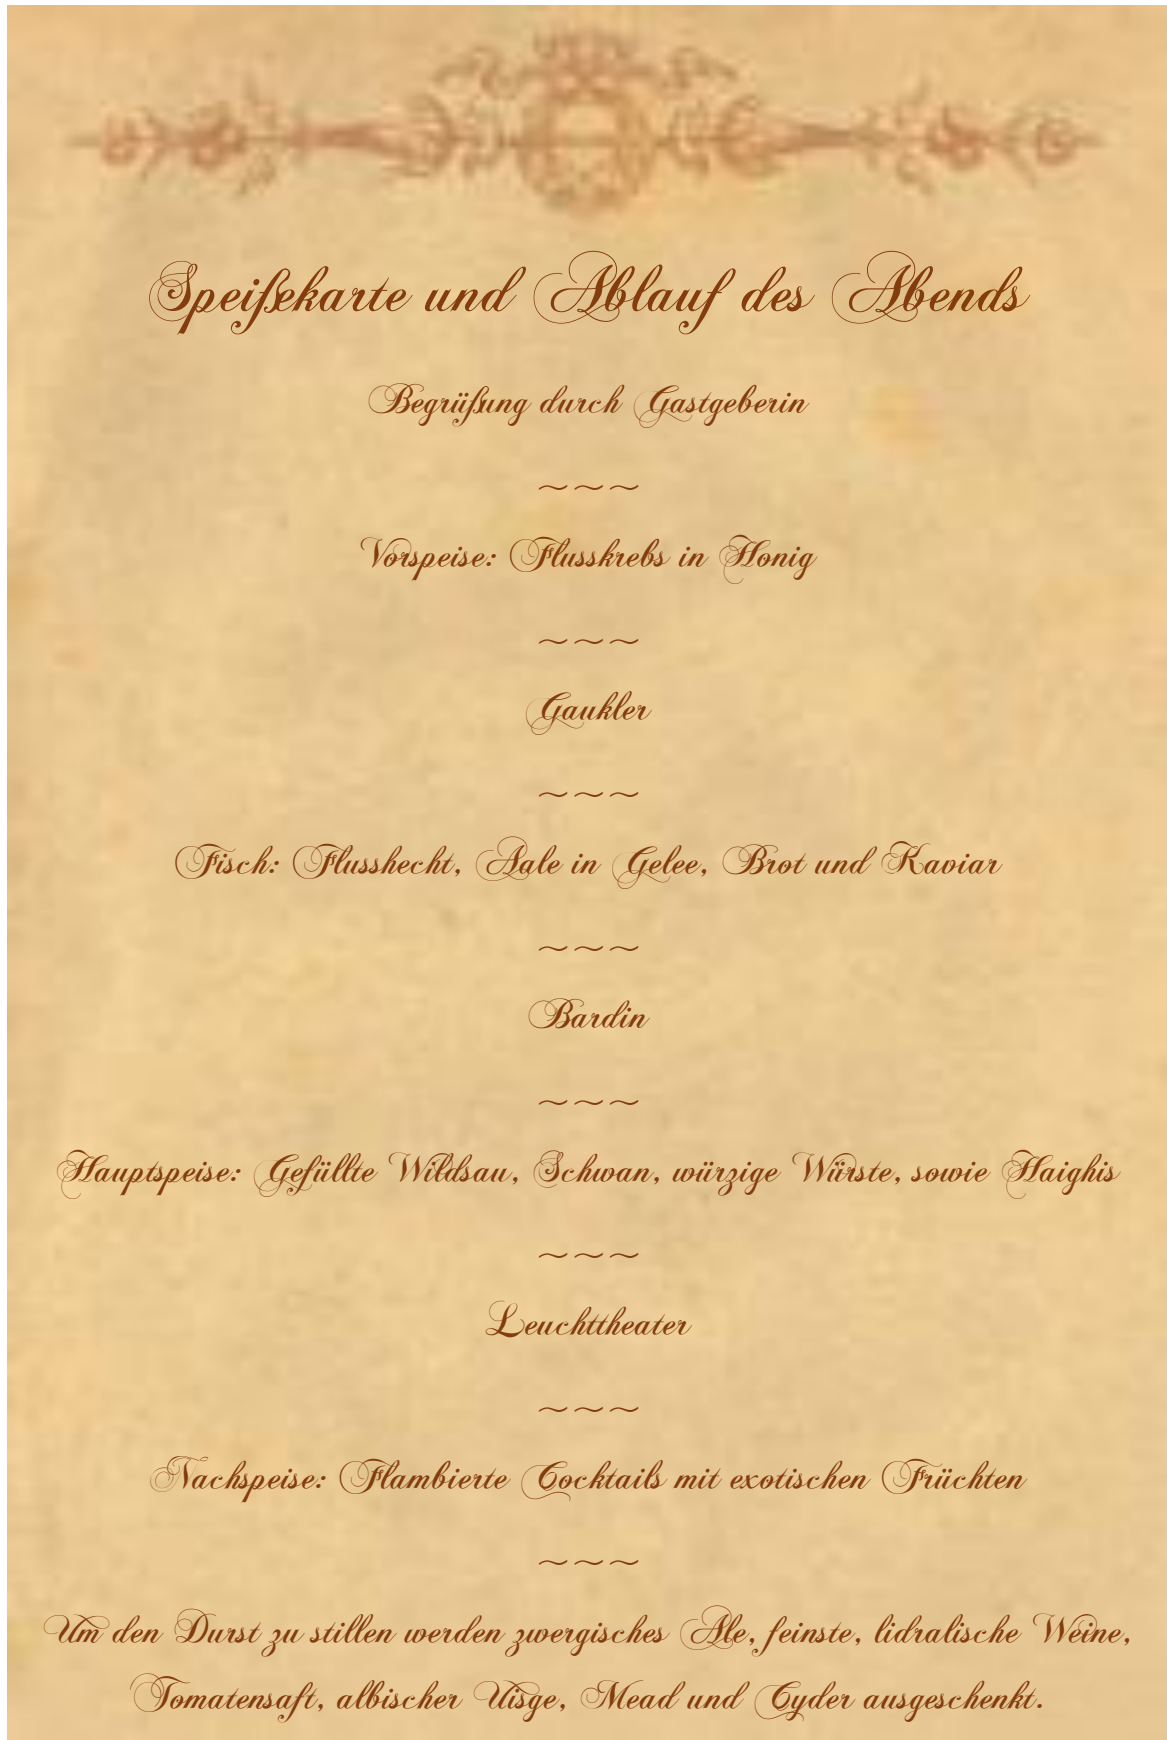 Speißekarte und Ablauf des Abends
Begrüßung durch Gastgeberin
~~~
Vorspeise: Flusskrebs in Honig
~~~
Gaukler
~~~
Fisch: Flusshecht, Aale in Gelee, Brot und Kaviar
~~~
Bardin
~~~
Hauptspeise: Gefüllte Wildsau, Schwan, würzige Würste, sowie Haighis
~~~
Leuchttheater
~~~
Nachspeise: Flambierte Cocktails mit exotischen Früchten
~~~
Um den Durst zu stillen werden zwergisches Ale, feinste, lidralische Weine,
Tomatensaft, albischer Uisge, Mead und Cyder ausgeschenkt.